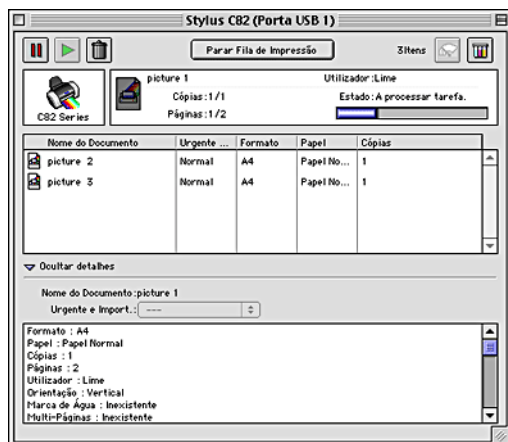 Stylus C82 (Porta USB 1)
Parar Fila de Impressão
3Itens
picture 1
Utilizador :Lime
Cópias :1/1
Estado :A processar tarefa.
Páginas :1/2
C82 Series
Nome do Documento Urgente ... Formato Papel Cópias
picture 2 Normal A4 Papel No... 1
picture 3 Normal A4 Papel No... 1
Ocultar detalhes
Nome do Documento :picture 1
Urgente e Import. : ---
Formato : A4
Papel : Papel Normal
Cópias : 1
Páginas : 2
Utilizador : Lime
Orientação : Vertical
Marca de Água : Inexistente
Multi-Páginas : Inexistente